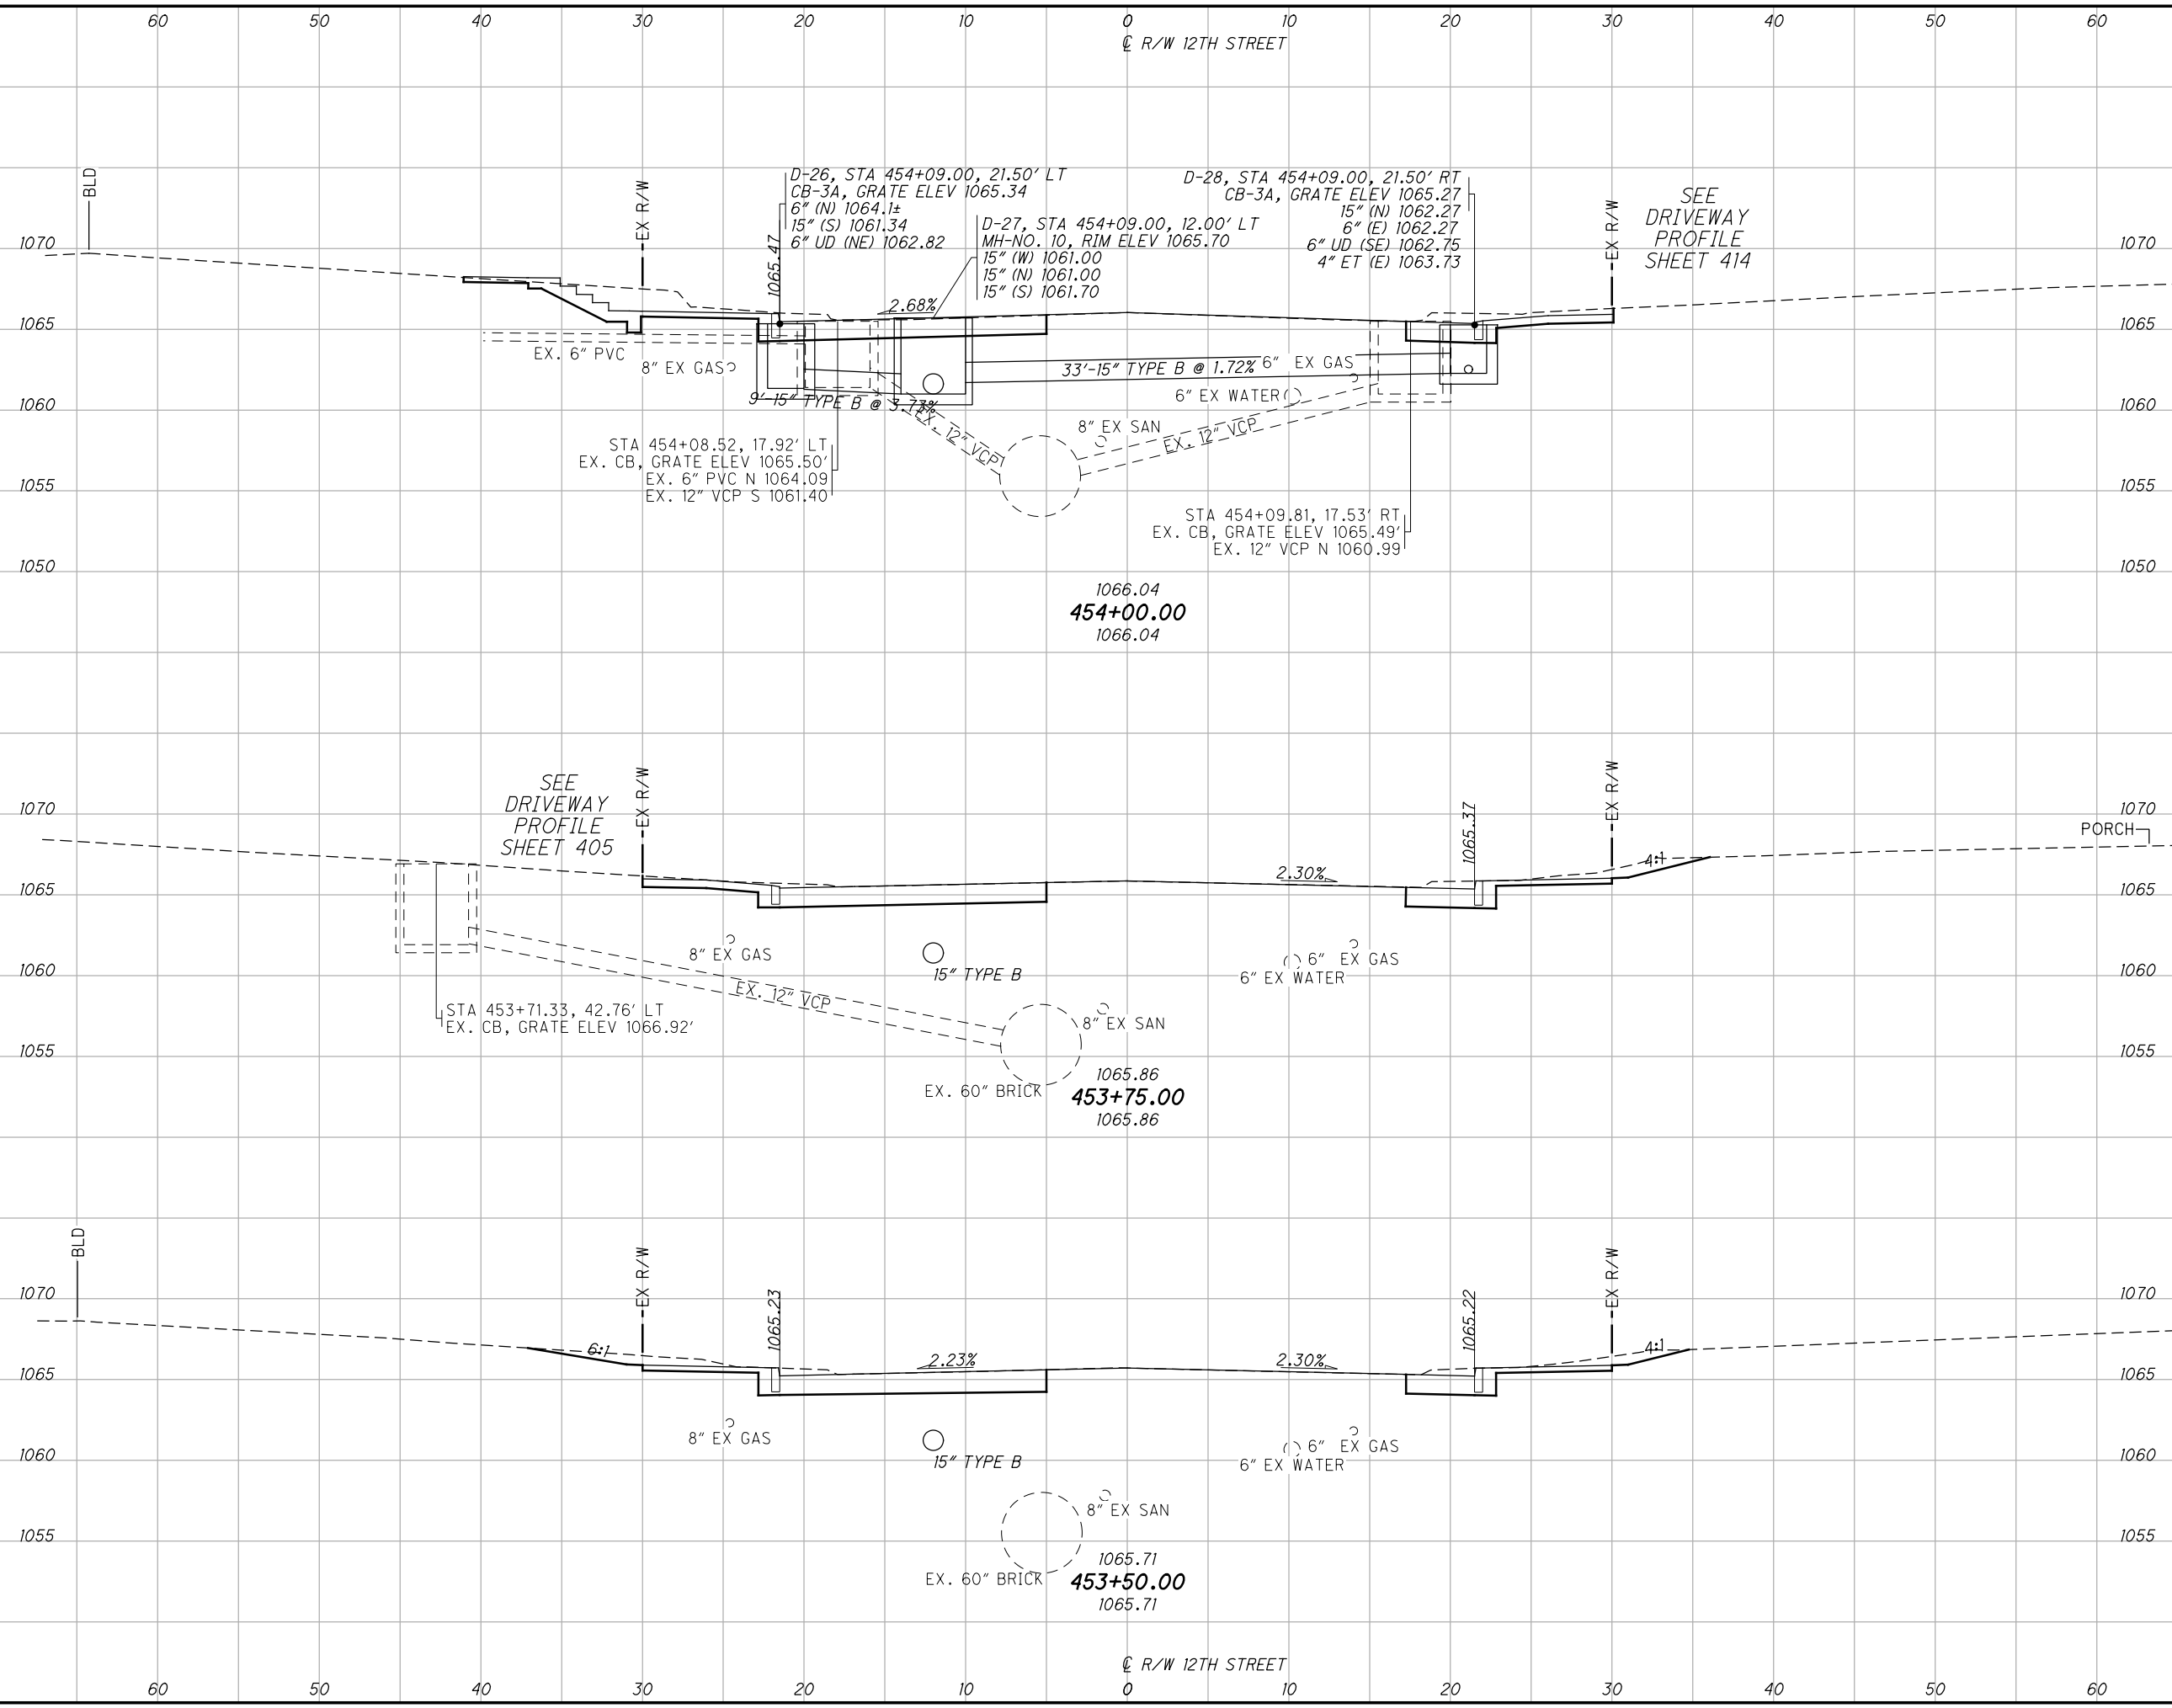 60 50 40 30 20 10 0 10 20 30 40 50 60
℄ R/W 12TH STREET
BLD
EX R/W
1065.47
D-26, STA 454+09.00, 21.50' LT
CB-3A, GRATE ELEV 1065.34
6" (N) 1064.1±
15" (S) 1061.34
6" UD (NE) 1062.82
D-27, STA 454+09.00, 12.00' LT
MH-NO. 10, RIM ELEV 1065.70
15" (W) 1061.00
15" (N) 1061.00
15" (S) 1061.70
D-28, STA 454+09.00, 21.50' RT
CB-3A, GRATE ELEV 1065.27
15" (N) 1062.27
6" (E) 1062.27
6" UD (SE) 1062.75
4" ET (E) 1063.73
EX R/W
SEE
DRIVEWAY
PROFILE
SHEET 414
1070 1070
2.68%
1065 1065
EX. 6" PVC
8" EX GAS
33'-15" TYPE B @ 1.72%
6" EX GAS
9'-15" TYPE B @ 3.73%
6" EX WATER
1060 1060
EX. 12" VCP
8" EX SAN
EX. 12" VCP
STA 454+08.52, 17.92' LT
EX. CB, GRATE ELEV 1065.50'
EX. 6" PVC N 1064.09
EX. 12" VCP S 1061.40
1055 1055
STA 454+09.81, 17.53' RT
EX. CB, GRATE ELEV 1065.49'
EX. 12" VCP N 1060.99
1050 1050
1066.04
454+00.00
1066.04
SEE
DRIVEWAY
PROFILE
SHEET 405
EX R/W
1065.37
EX R/W
1070 1070
PORCH
4:1
2.30%
1065 1065
8" EX GAS
15" TYPE B
6" EX GAS
6" EX WATER
1060 1060
EX. 12" VCP
STA 453+71.33, 42.76' LT
EX. CB, GRATE ELEV 1066.92'
8" EX SAN
1055 1055
EX. 60" BRICK
1065.86
453+75.00
1065.86
BLD
EX R/W
1065.23
1065.22
EX R/W
1070 1070
6:1
2.23%
2.30%
4:1
1065 1065
8" EX GAS
15" TYPE B
6" EX GAS
6" EX WATER
1060 1060
8" EX SAN
1055 1055
EX. 60" BRICK
1065.71
453+50.00
1065.71
℄ R/W 12TH STREET
60 50 40 30 20 10 0 10 20 30 40 50 60